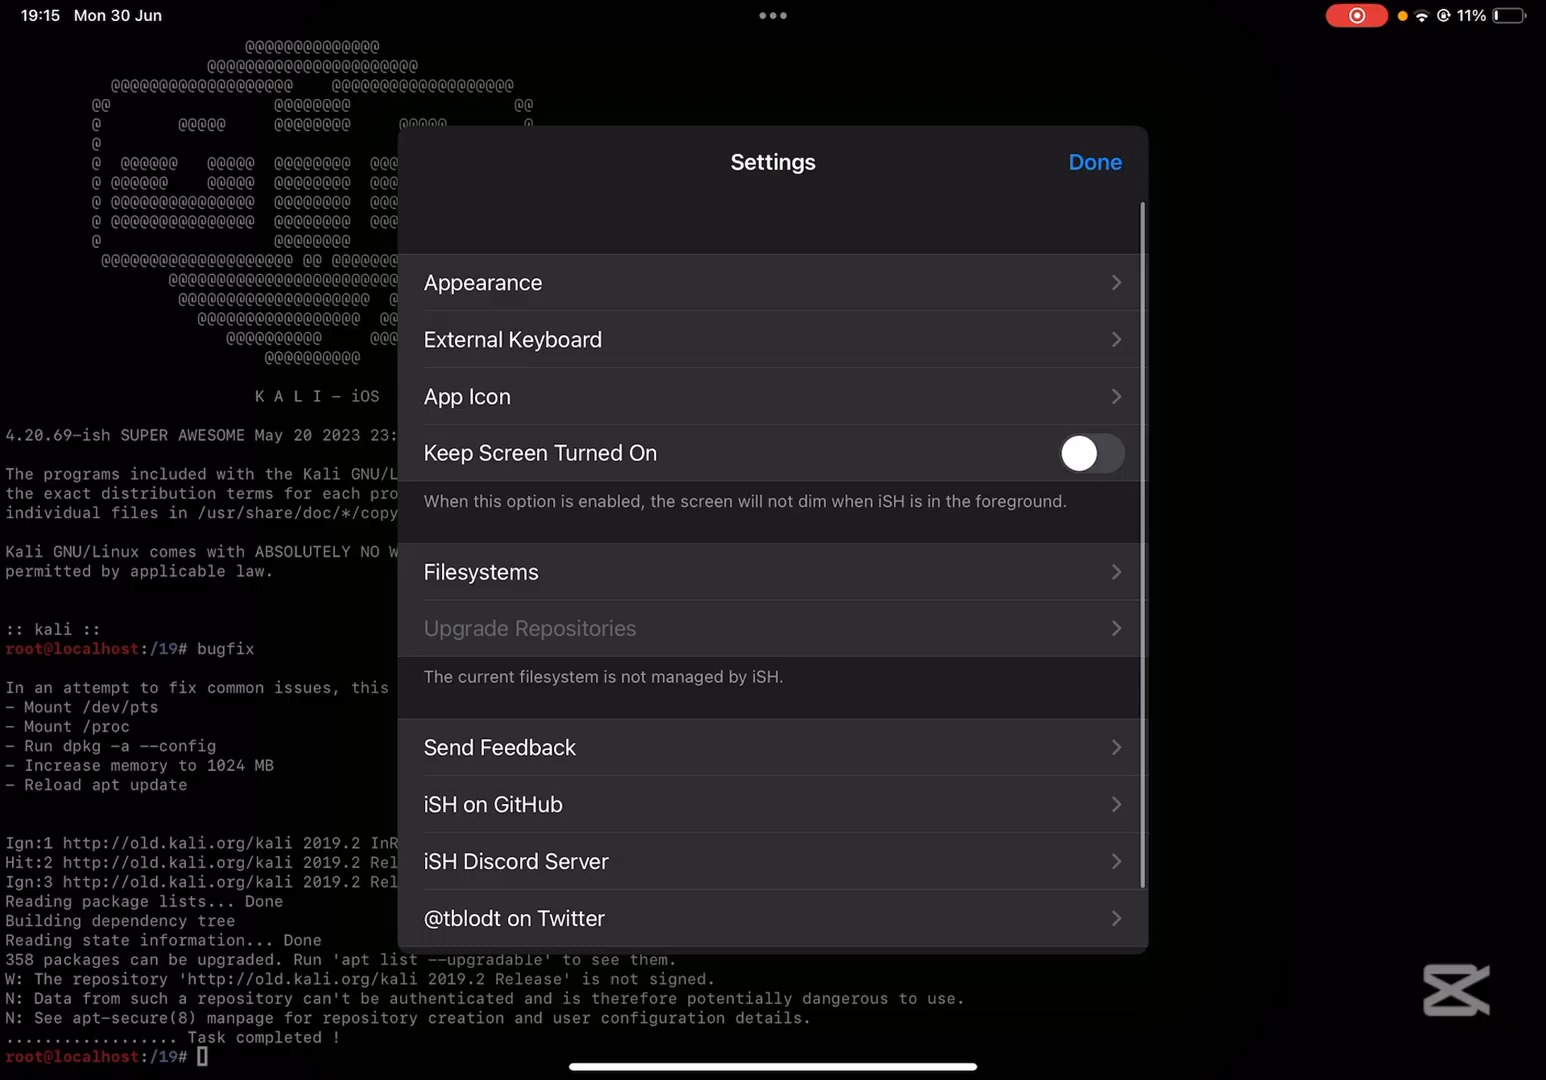 19:15 Mon 30 Jun
11%
@@@@@@@@@@@@@@
@@@@@@@@@@@@@@@@@@@@@@
@@@@@@@@@@@@@@@@@@@ @@@@@@@@@@@@@@@@@@@
@@ @@@@@@@@ @@
@ @@@@@ @@@@@@@@ @@@@@ @
@
@ @@@@@@ @@@@@ @@@@@@@@ @@@
@ @@@@@@ @@@@@ @@@@@@@@ @@@
@ @@@@@@@@@@@@@@@ @@@@@@@@ @@@
@ @@@@@@@@@@@@@@@ @@@@@@@@ @@@
@ @@@@@@@@
@@@@@@@@@@@@@@@@@@@@ @@ @@@@@@@
@@@@@@@@@@@@@@@@@@@@@@@@
@@@@@@@@@@@@@@@@@@@@ @
@@@@@@@@@@@@@@@@@ @@
@@@@@@@@@@ @@@
@@@@@@@@@@
K A L I - iOS
4.20.69-ish SUPER AWESOME May 20 2023 23:
The programs included with the Kali GNU/L
the exact distribution terms for each pro
individual files in /usr/share/doc/*/copy
Kali GNU/Linux comes with ABSOLUTELY NO W
permitted by applicable law.
:: kali ::
root@localhost:/19# bugfix
In an attempt to fix common issues, this
- Mount /dev/pts
- Mount /proc
- Run dpkg -a --config
- Increase memory to 1024 MB
- Reload apt update
Ign:1 http://old.kali.org/kali 2019.2 InR
Hit:2 http://old.kali.org/kali 2019.2 Rel
Ign:3 http://old.kali.org/kali 2019.2 Rel
Reading package lists... Done
Building dependency tree
Reading state information... Done
358 packages can be upgraded. Run 'apt list --upgradable' to see them.
W: The repository 'http://old.kali.org/kali 2019.2 Release' is not signed.
N: Data from such a repository can't be authenticated and is therefore potentially dangerous to use.
N: See apt-secure(8) manpage for repository creation and user configuration details.
.................. Task completed !
root@localhost:/19#
Settings
Done
Appearance
External Keyboard
App Icon
Keep Screen Turned On
When this option is enabled, the screen will not dim when iSH is in the foreground.
Filesystems
Upgrade Repositories
The current filesystem is not managed by iSH.
Send Feedback
iSH on GitHub
iSH Discord Server
@tblodt on Twitter